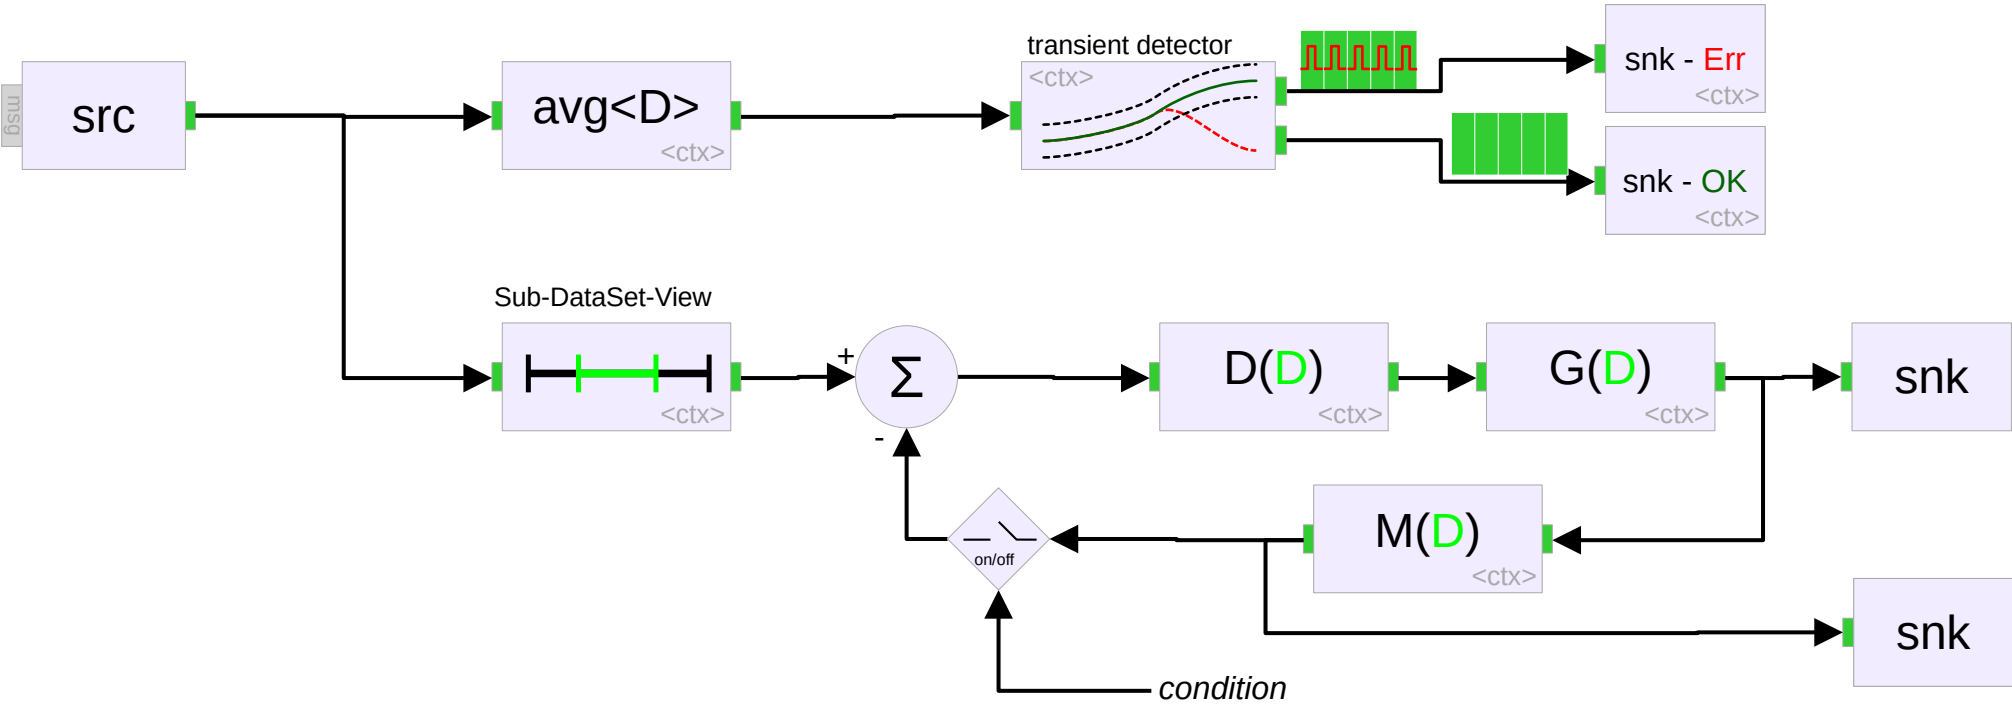 msg
src
avg<D>
<ctx>
transient detector
<ctx>
snk - Err
<ctx>
snk - OK
<ctx>
Sub-DataSet-View
<ctx>
+
Σ
-
D(D)
<ctx>
G(D)
<ctx>
snk
on/off
M(D)
<ctx>
snk
condition